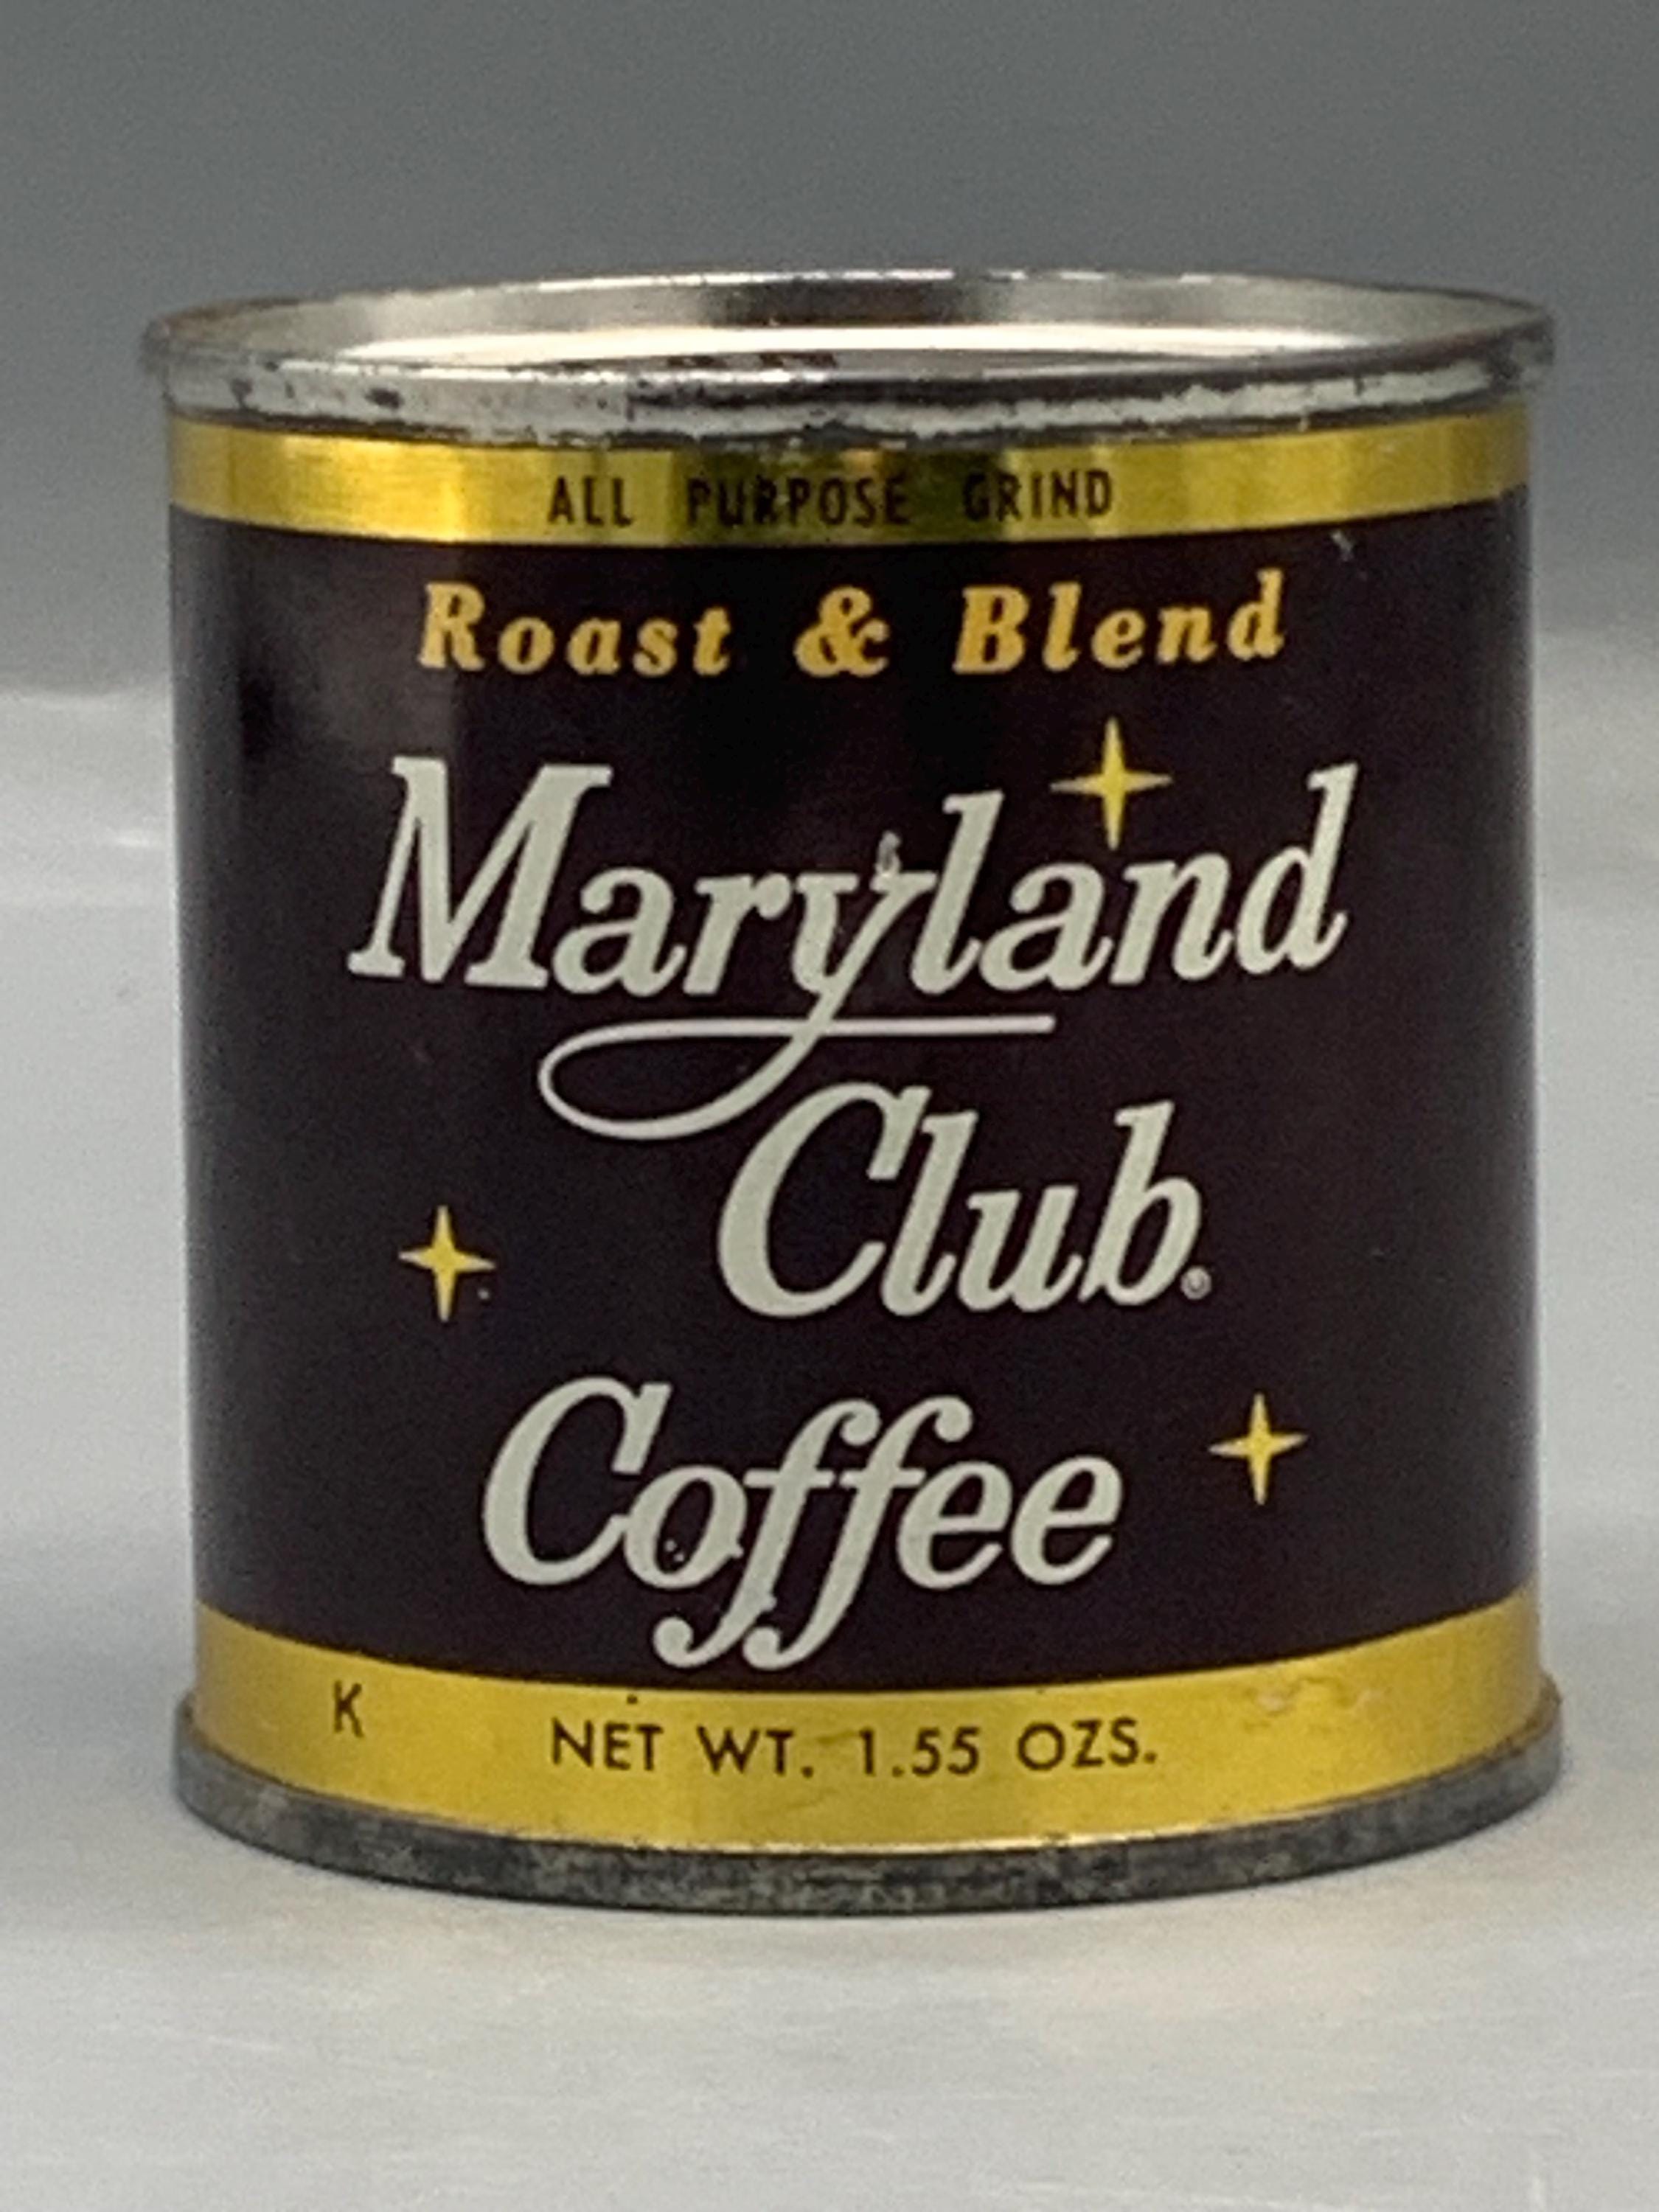 ALL PURPOSE GRIND
Roast & Blend
Maryland
Club®
Coffee
K NET WT. 1.55 OZS.